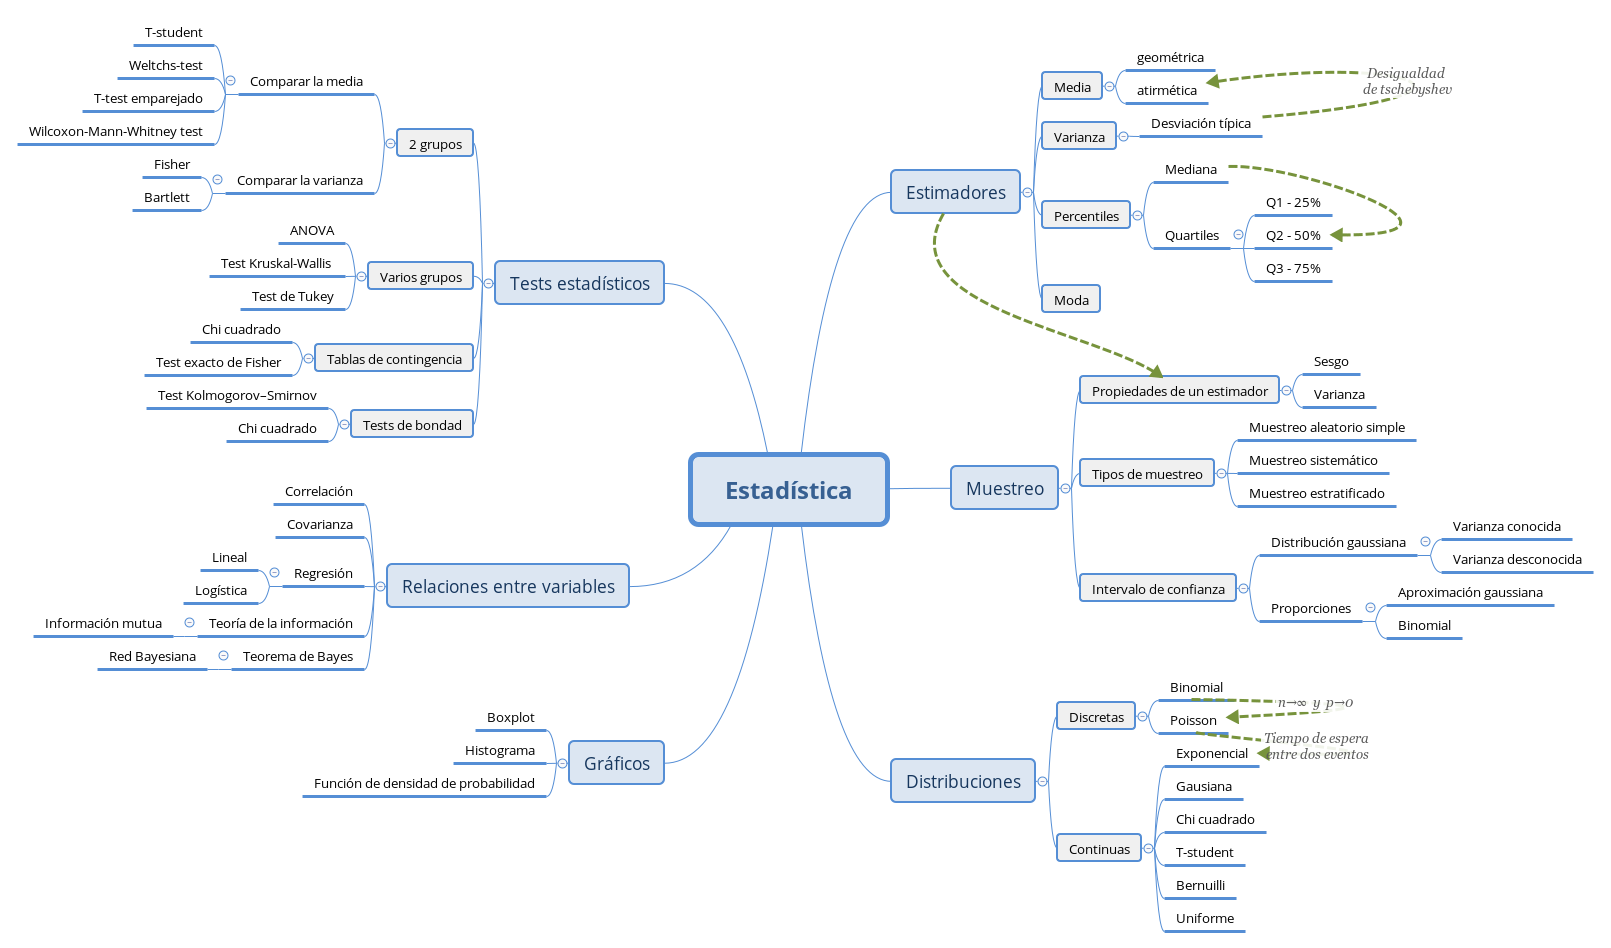 Estadística
Tests estadísticos
2 grupos
Comparar la media
T-student
Weltchs-test
T-test emparejado
Wilcoxon-Mann-Whitney test
Comparar la varianza
Fisher
Bartlett
Varios grupos
ANOVA
Test Kruskal-Wallis
Test de Tukey
Tablas de contingencia
Chi cuadrado
Test exacto de Fisher
Tests de bondad
Test Kolmogorov–Smirnov
Chi cuadrado
Relaciones entre variables
Correlación
Covarianza
Regresión
Lineal
Logística
Teoría de la información
Información mutua
Teorema de Bayes
Red Bayesiana
Gráficos
Boxplot
Histograma
Función de densidad de probabilidad
Estimadores
Media
geométrica
atirmética
Desigualdad
de tschebyshev
Varianza
Desviación típica
Percentiles
Mediana
Quartiles
Q1 - 25%
Q2 - 50%
Q3 - 75%
Moda
Muestreo
Propiedades de un estimador
Sesgo
Varianza
Tipos de muestreo
Muestreo aleatorio simple
Muestreo sistemático
Muestreo estratificado
Intervalo de confianza
Distribución gaussiana
Varianza conocida
Varianza desconocida
Proporciones
Aproximación gaussiana
Binomial
Distribuciones
Discretas
Binomial
n→∞ y p→0
Poisson
Tiempo de espera
entre dos eventos
Continuas
Exponencial
Gausiana
Chi cuadrado
T-student
Bernuilli
Uniforme